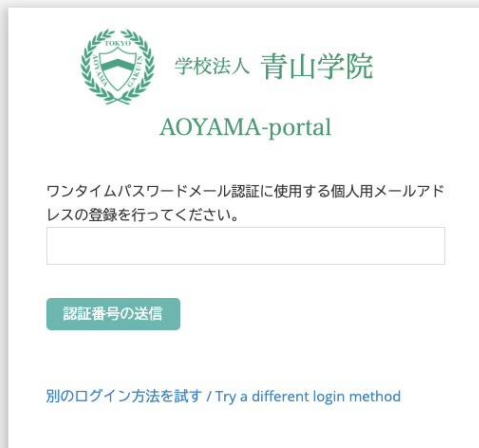 TOKYO
AOYAMA GAKUIN
学校法人 青山学院
AOYAMA-portal
ワンタイムパスワードメール認証に使用する個人用メールアド
レスの登録を行ってください。
認証番号の送信
別のログイン方法を試す / Try a different login method